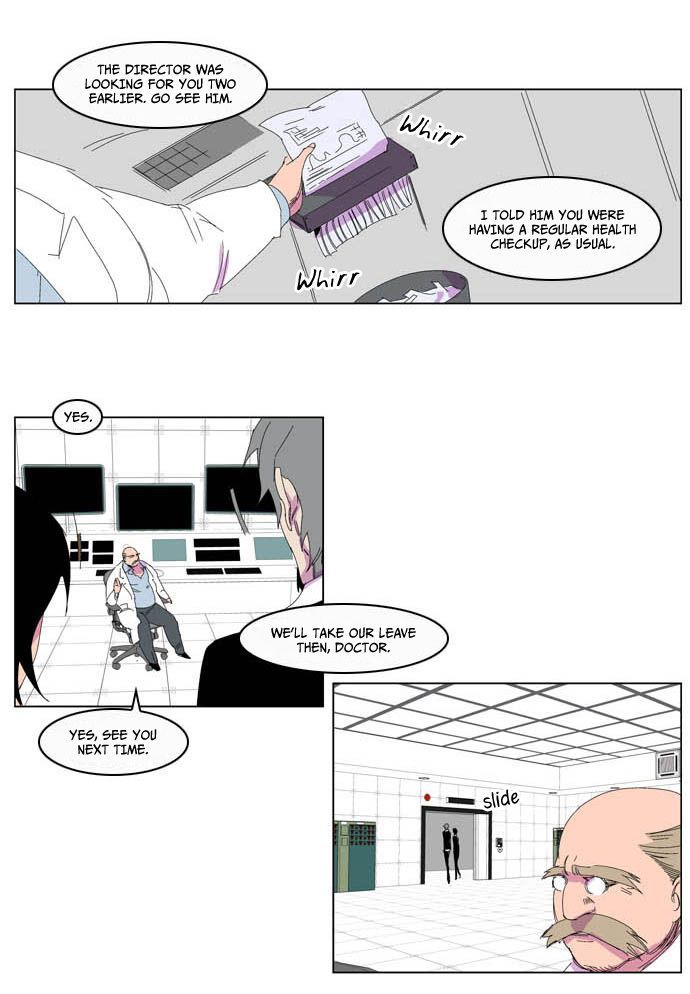 THE DIRECTOR WAS
LOOKING FOR YOU TWO
EARLIER. GO SEE HIM.
Whirr
I TOLD HIM YOU WERE
HAVING A REGULAR HEALTH
CHECKUP, AS USUAL.
Whirr
YES.
WE'LL TAKE OUR LEAVE
THEN, DOCTOR.
YES, SEE YOU
NEXT TIME.
slide